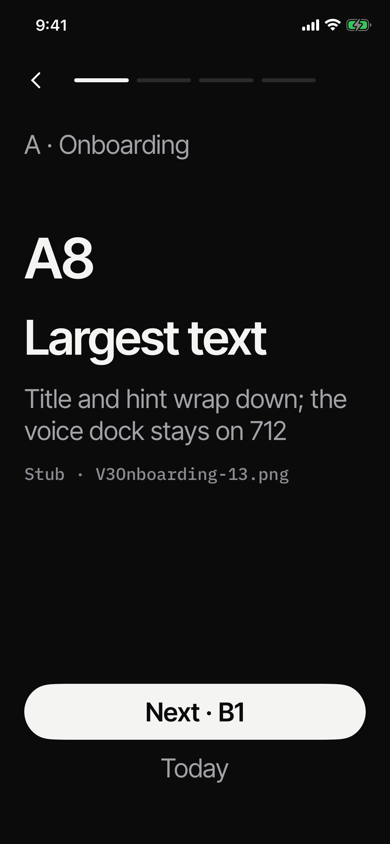 9:41
A · Onboarding
A8
Largest text
Title and hint wrap down; the
voice dock stays on 712
Stub · V3Onboarding-13.png
Next · B1
Today